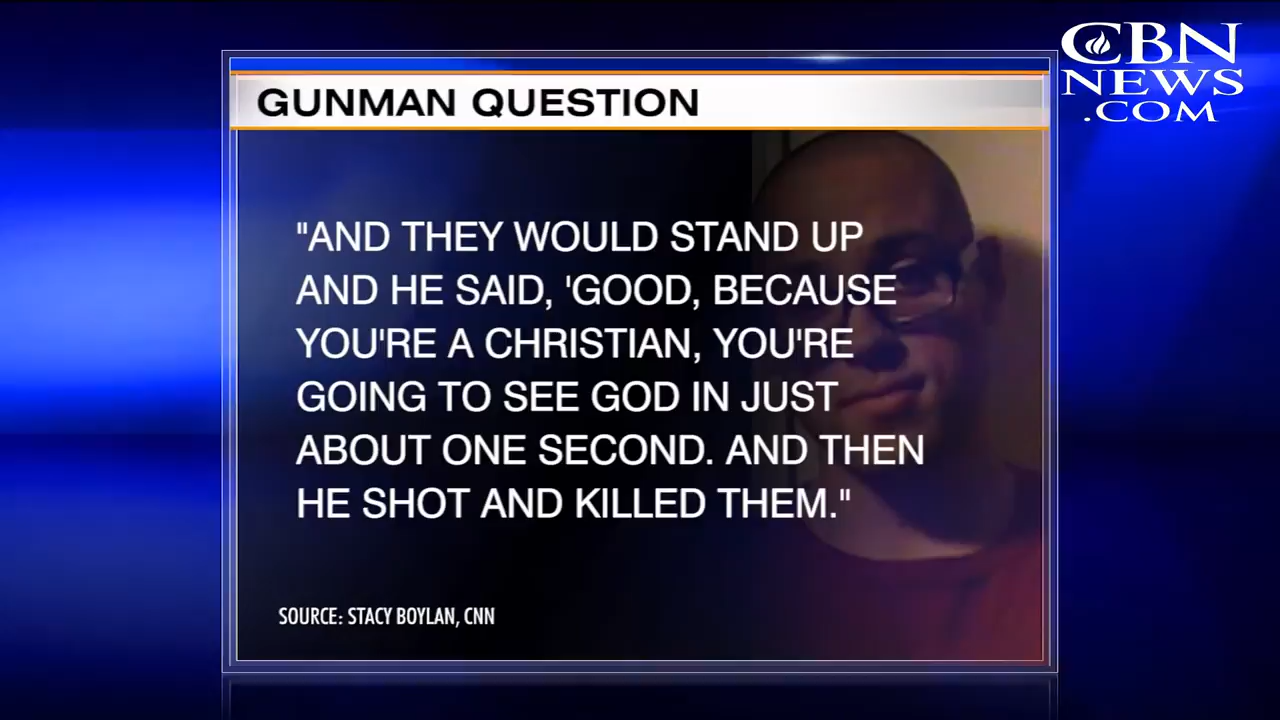 CBN
NEWS
.COM
GUNMAN QUESTION
"AND THEY WOULD STAND UP
AND HE SAID, 'GOOD, BECAUSE
YOU'RE A CHRISTIAN, YOU'RE
GOING TO SEE GOD IN JUST
ABOUT ONE SECOND. AND THEN
HE SHOT AND KILLED THEM."
SOURCE: STACY BOYLAN, CNN